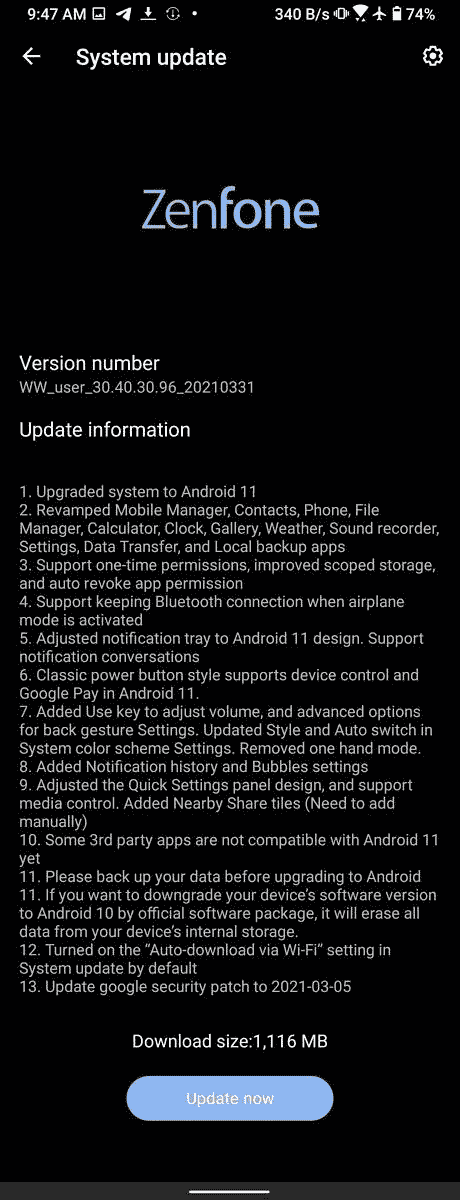 9:47 AM 340 B/s 74%
System update
Zenfone
Version number
WW_user_30.40.30.96_20210331
Update information
1. Upgraded system to Android 11
2. Revamped Mobile Manager, Contacts, Phone, File
Manager, Calculator, Clock, Gallery, Weather, Sound recorder,
Settings, Data Transfer, and Local backup apps
3. Support one-time permissions, improved scoped storage,
and auto revoke app permission
4. Support keeping Bluetooth connection when airplane
mode is activated
5. Adjusted notification tray to Android 11 design. Support
notification conversations
6. Classic power button style supports device control and
Google Pay in Android 11.
7. Added Use key to adjust volume, and advanced options
for back gesture Settings. Updated Style and Auto switch in
System color scheme Settings. Removed one hand mode.
8. Added Notification history and Bubbles settings
9. Adjusted the Quick Settings panel design, and support
media control. Added Nearby Share tiles (Need to add
manually)
10. Some 3rd party apps are not compatible with Android 11
yet
11. Please back up your data before upgrading to Android
11. If you want to downgrade your device’s software version
to Android 10 by official software package, it will erase all
data from your device’s internal storage.
12. Turned on the “Auto-download via Wi-Fi” setting in
System update by default
13. Update google security patch to 2021-03-05
Download size:1,116 MB
Update now